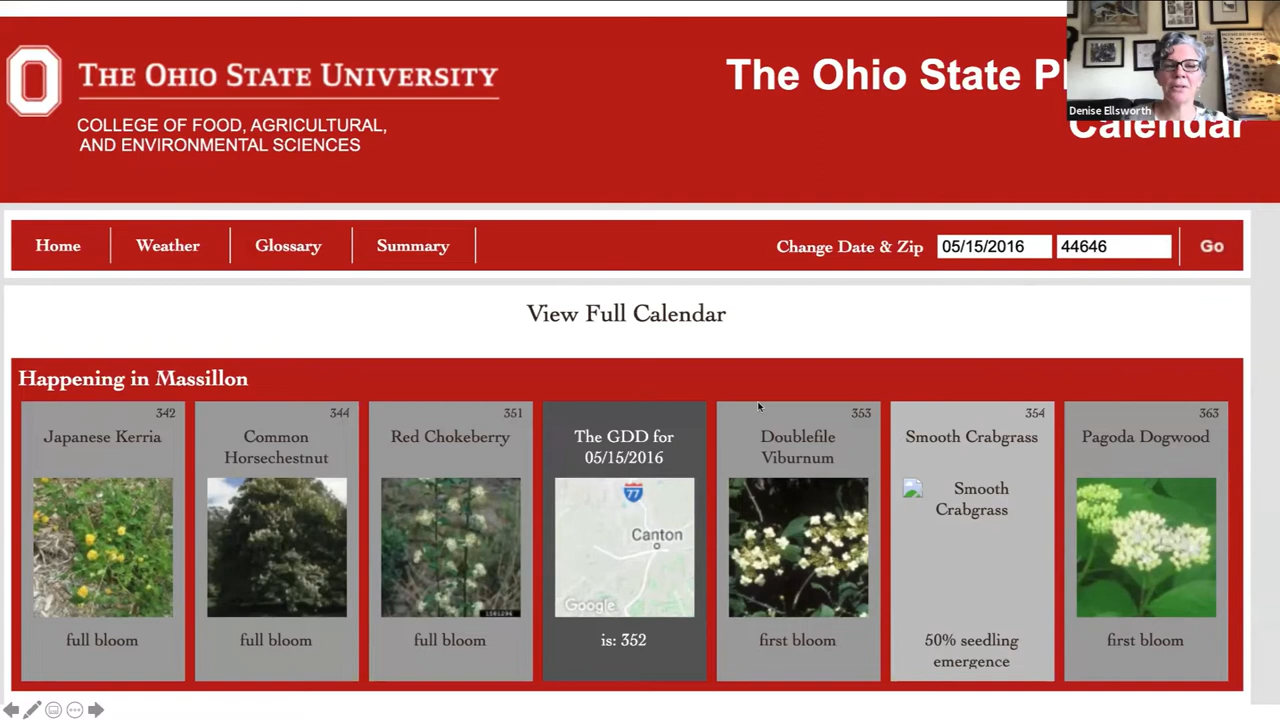 The Ohio State University
COLLEGE OF FOOD, AGRICULTURAL,
AND ENVIRONMENTAL SCIENCES
The Ohio State
Calendar
Denise Ellsworth
Home
Weather
Glossary
Summary
Change Date & Zip
05/15/2016
44646
Go
View Full Calendar
Happening in Massillon
342
Japanese Kerria
full bloom
344
Common
Horsechestnut
full bloom
351
Red Chokeberry
full bloom
The GDD for
05/15/2016
77
Canton
Google
is: 352
353
Doublefile
Viburnum
first bloom
354
Smooth Crabgrass
Smooth
Crabgrass
50% seedling
emergence
363
Pagoda Dogwood
first bloom